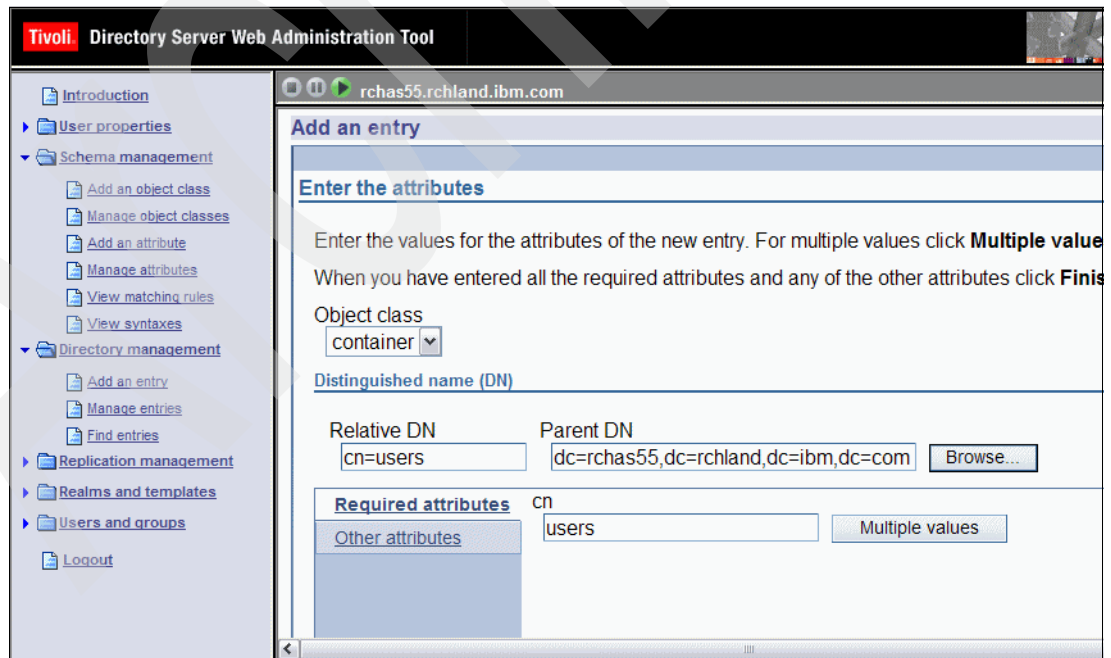 Tivoli. Directory Server Web Administration Tool
Introduction
User properties
Schema management
Add an object class
Manage object classes
Add an attribute
Manage attributes
View matching rules
View syntaxes
Directory management
Add an entry
Manage entries
Find entries
Replication management
Realms and templates
Users and groups
Logout
rchas55.rchland.ibm.com
Add an entry
Enter the attributes
Enter the values for the attributes of the new entry. For multiple values click Multiple value
When you have entered all the required attributes and any of the other attributes click Finis
Object class
container
Distinguished name (DN)
Relative DN Parent DN
cn=users dc=rchas55,dc=rchland,dc=ibm,dc=com Browse...
Required attributes cn
Other attributes users Multiple values